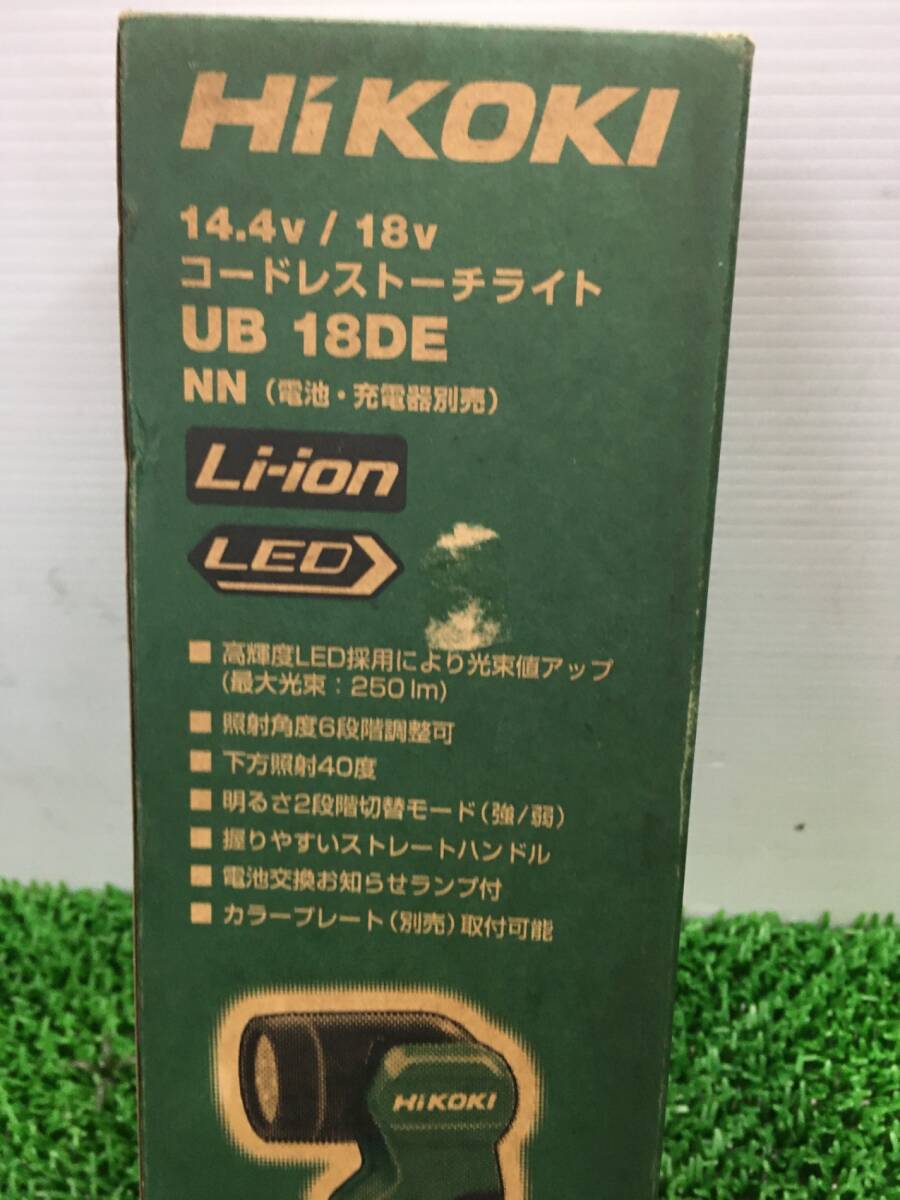 HiKOKI
14.4v / 18v
コードレストーチライト
UB 18DE
NN (電池・充電器別売)
Li-ion
LED
■ 高輝度LED採用により光束値アップ
(最大光束：250 lm)
■ 照射角度6段階調整可
■ 下方照射40度
■ 明るさ2段階切替モード(強/弱)
■ 握りやすいストレートハンドル
■ 電池交換お知らせランプ付
■ カラープレート(別売)取付可能
HiKOKI